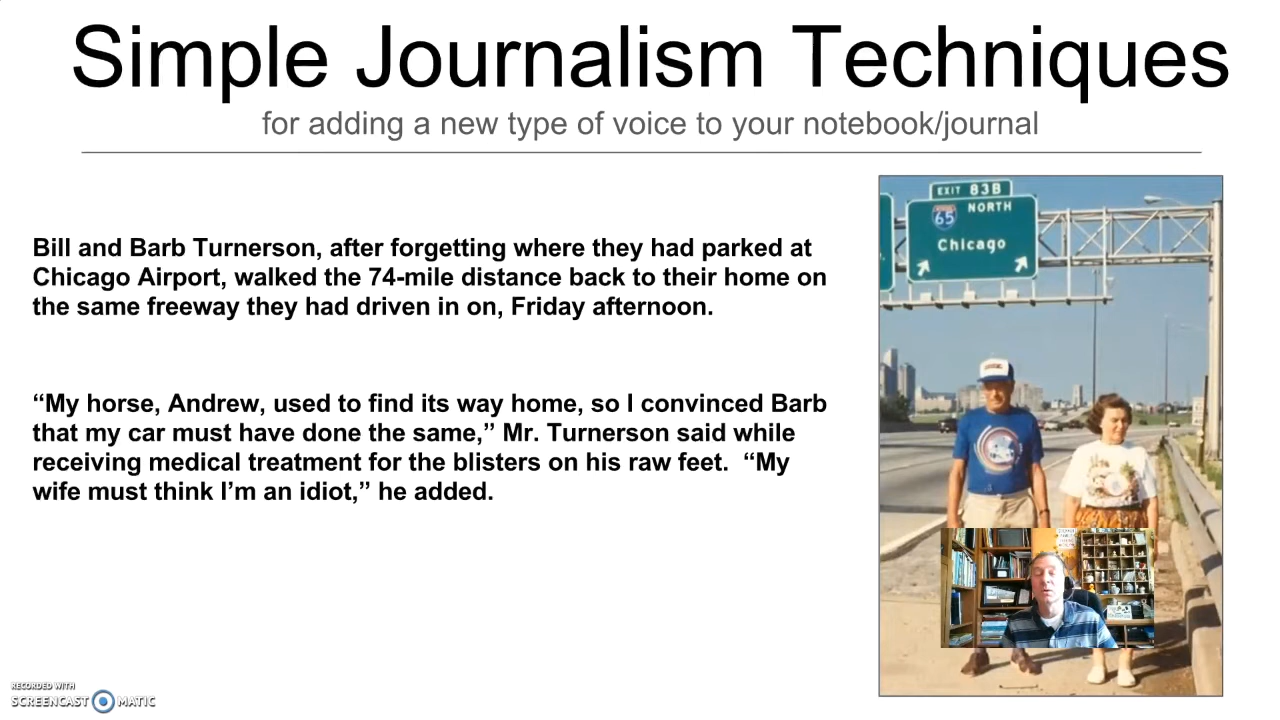 Simple Journalism Techniques
for adding a new type of voice to your notebook/journal
EXIT 83B
65
NORTH
Chicago
Bill and Barb Turnerson, after forgetting where they had parked at
Chicago Airport, walked the 74-mile distance back to their home on
the same freeway they had driven in on, Friday afternoon.
“My horse, Andrew, used to find its way home, so I convinced Barb
that my car must have done the same,” Mr. Turnerson said while
receiving medical treatment for the blisters on his raw feet.  “My
wife must think I’m an idiot,” he added.
RECORDED WITH
SCREENCAST MATIC